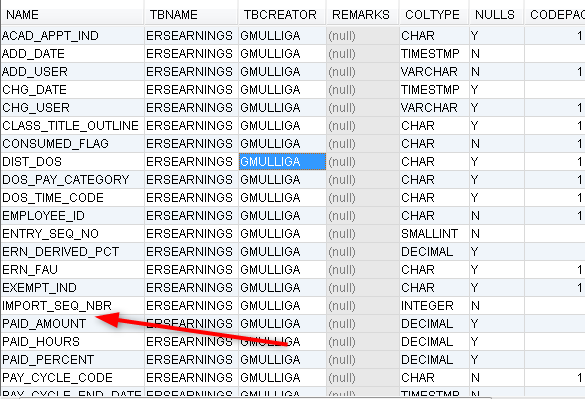 NAME TBNAME TBCREATOR REMARKS COLTYPE NULLS CODEPAG
ACAD_APPT_IND ERSEARNINGS GMULLIGA (null) CHAR Y 1
ADD_DATE ERSEARNINGS GMULLIGA (null) TIMESTMP N
ADD_USER ERSEARNINGS GMULLIGA (null) VARCHAR N 1
CHG_DATE ERSEARNINGS GMULLIGA (null) TIMESTMP Y
CHG_USER ERSEARNINGS GMULLIGA (null) VARCHAR Y 1
CLASS_TITLE_OUTLINE ERSEARNINGS GMULLIGA (null) CHAR Y 1
CONSUMED_FLAG ERSEARNINGS GMULLIGA (null) CHAR N 1
DIST_DOS ERSEARNINGS GMULLIGA (null) CHAR Y 1
DOS_PAY_CATEGORY ERSEARNINGS GMULLIGA (null) CHAR Y 1
DOS_TIME_CODE ERSEARNINGS GMULLIGA (null) CHAR Y 1
EMPLOYEE_ID ERSEARNINGS GMULLIGA (null) CHAR N 1
ENTRY_SEQ_NO ERSEARNINGS GMULLIGA (null) SMALLINT N
ERN_DERIVED_PCT ERSEARNINGS GMULLIGA (null) DECIMAL Y
ERN_FAU ERSEARNINGS GMULLIGA (null) CHAR Y 1
EXEMPT_IND ERSEARNINGS GMULLIGA (null) CHAR Y 1
IMPORT_SEQ_NBR ERSEARNINGS GMULLIGA (null) INTEGER N
PAID_AMOUNT ERSEARNINGS GMULLIGA (null) DECIMAL Y
PAID_HOURS ERSEARNINGS GMULLIGA (null) DECIMAL Y
PAID_PERCENT ERSEARNINGS GMULLIGA (null) DECIMAL Y
PAY_CYCLE_CODE ERSEARNINGS GMULLIGA (null) CHAR N 1
PAY_CYCLE_END_DATE ERSEARNINGS GMULLIGA (null) TIMESTMP N